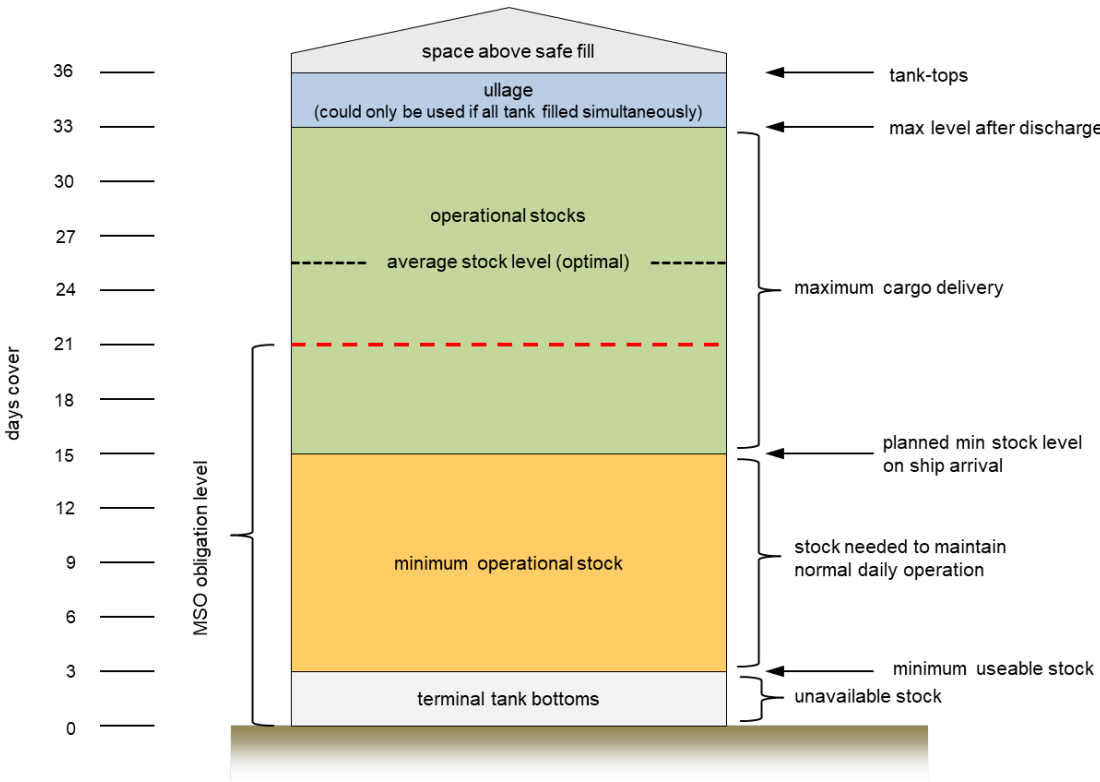 space above safe fill
36
tank-tops
ullage
(could only be used if all tank filled simultaneously)
33
max level after discharge
30
operational stocks
27
average stock level (optimal)
24
maximum cargo delivery
21
18
days cover
planned min stock level
on ship arrival
15
12
MSO obligation level
minimum operational stock
stock needed to maintain
normal daily operation
9
6
3
minimum useable stock
terminal tank bottoms
unavailable stock
0